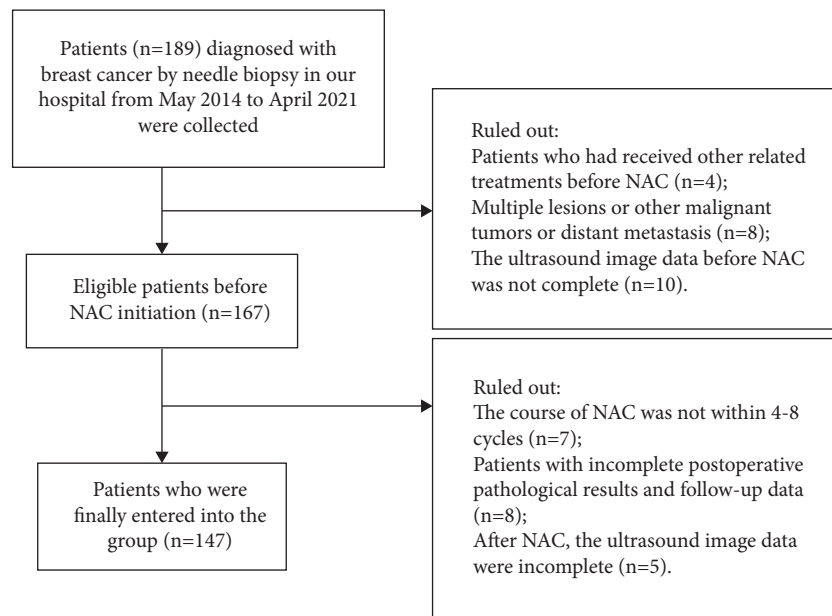 Patients (n=189) diagnosed with
breast cancer by needle biopsy in our
hospital from May 2014 to April 2021
were collected
Ruled out:
Patients who had received other related
treatments before NAC (n=4);
Multiple lesions or other malignant
tumors or distant metastasis (n=8);
The ultrasound image data before NAC
was not complete (n=10).
Eligible patients before
NAC initiation (n=167)
Ruled out:
The course of NAC was not within 4-8
cycles (n=7);
Patients with incomplete postoperative
pathological results and follow-up data
(n=8);
After NAC, the ultrasound image data
were incomplete (n=5).
Patients who were
finally entered into the
group (n=147)